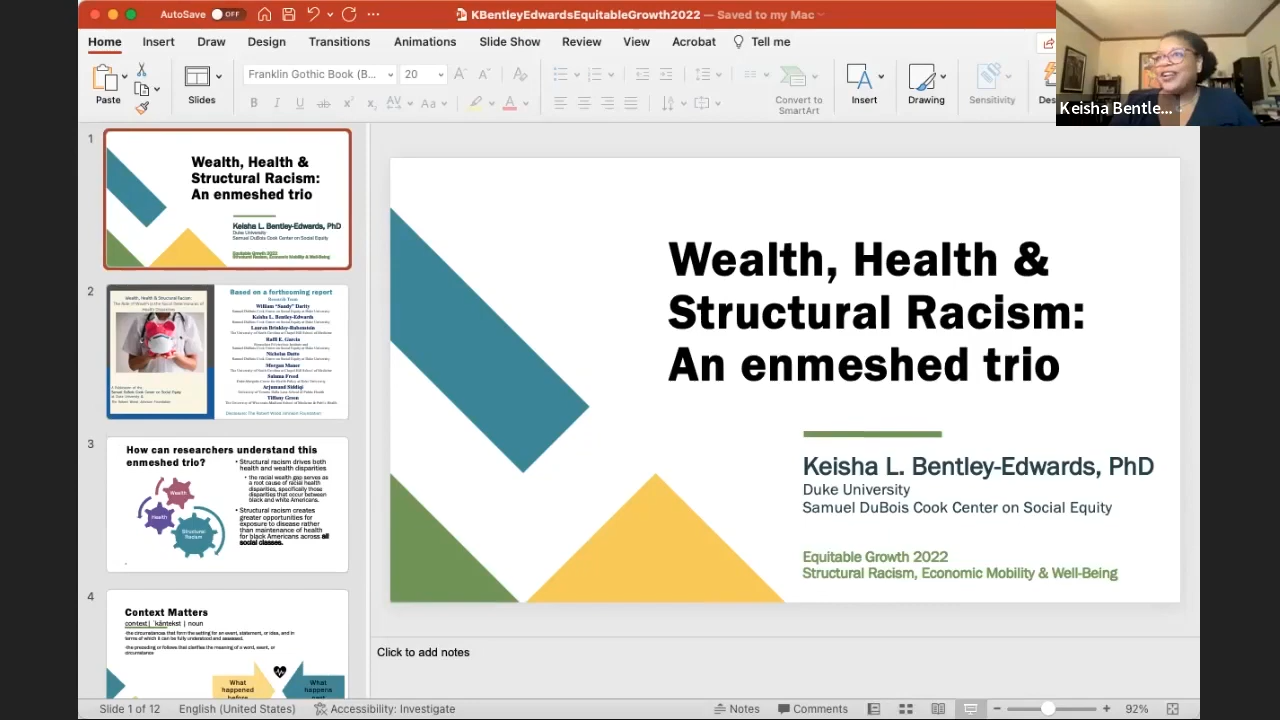 AutoSave OFF
KBentleyEdwardsEquitableGrowth2022 — Saved to my Mac
Home Insert Draw Design Transitions Animations Slide Show Review View Acrobat Tell me
Paste
Slides
Franklin Gothic Book (B... 20
Convert to
SmartArt
Insert
Drawing
Sensitivity
Keisha Bentle...
1
Wealth, Health &
Structural Racism:
An enmeshed trio
Keisha L. Bentley-Edwards, PhD
Duke University
Samuel DuBois Cook Center on Social Equity
Equitable Growth 2022
Structural Racism, Economic Mobility & Well-Being
2
Wealth, Health & Structural Racism:
Based on a forthcoming report
Research Team
William "Sandy" Darity
Keisha L. Bentley-Edwards
Lauren Brinkley-Rubinstein
Raffi E. Garcia
3
How can researchers understand this
enmeshed trio?
Wealth
Health
Structural
Racism
• Structural racism drives both
health and wealth disparities
• the racial wealth gap serves as
a root cause of racial health
disparities, specifically those
disparities that occur between
black and white Americans.
• Structural racism creates
greater opportunities for
exposure to disease rather
than maintenance of health
for black Americans across all
social classes.
4
Context Matters
context | ˈkäntekst | noun
-the circumstances that form the setting for an event, statement, or idea, and in
terms of which it can be fully understood and assessed.
-the preceding or follows that clarifies the meaning of a word, event, or
circumstance
What
happened
before
What
happens
next
Wealth, Health &
Structural Racism:
An enmeshed trio
Keisha L. Bentley-Edwards, PhD
Duke University
Samuel DuBois Cook Center on Social Equity
Equitable Growth 2022
Structural Racism, Economic Mobility & Well-Being
Click to add notes
Slide 1 of 12 English (United States) Accessibility: Investigate Notes Comments 92%